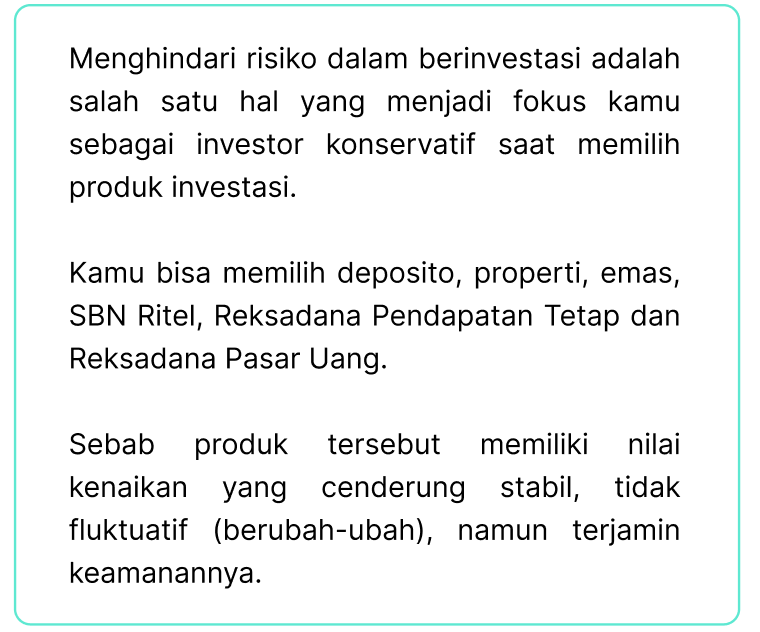 Menghindari risiko dalam berinvestasi adalah
salah satu hal yang menjadi fokus kamu
sebagai investor konservatif saat memilih
produk investasi.
Kamu bisa memilih deposito, properti, emas,
SBN Ritel, Reksadana Pendapatan Tetap dan
Reksadana Pasar Uang.
Sebab produk tersebut memiliki nilai
kenaikan yang cenderung stabil, tidak
fluktuatif (berubah-ubah), namun terjamin
keamanannya.